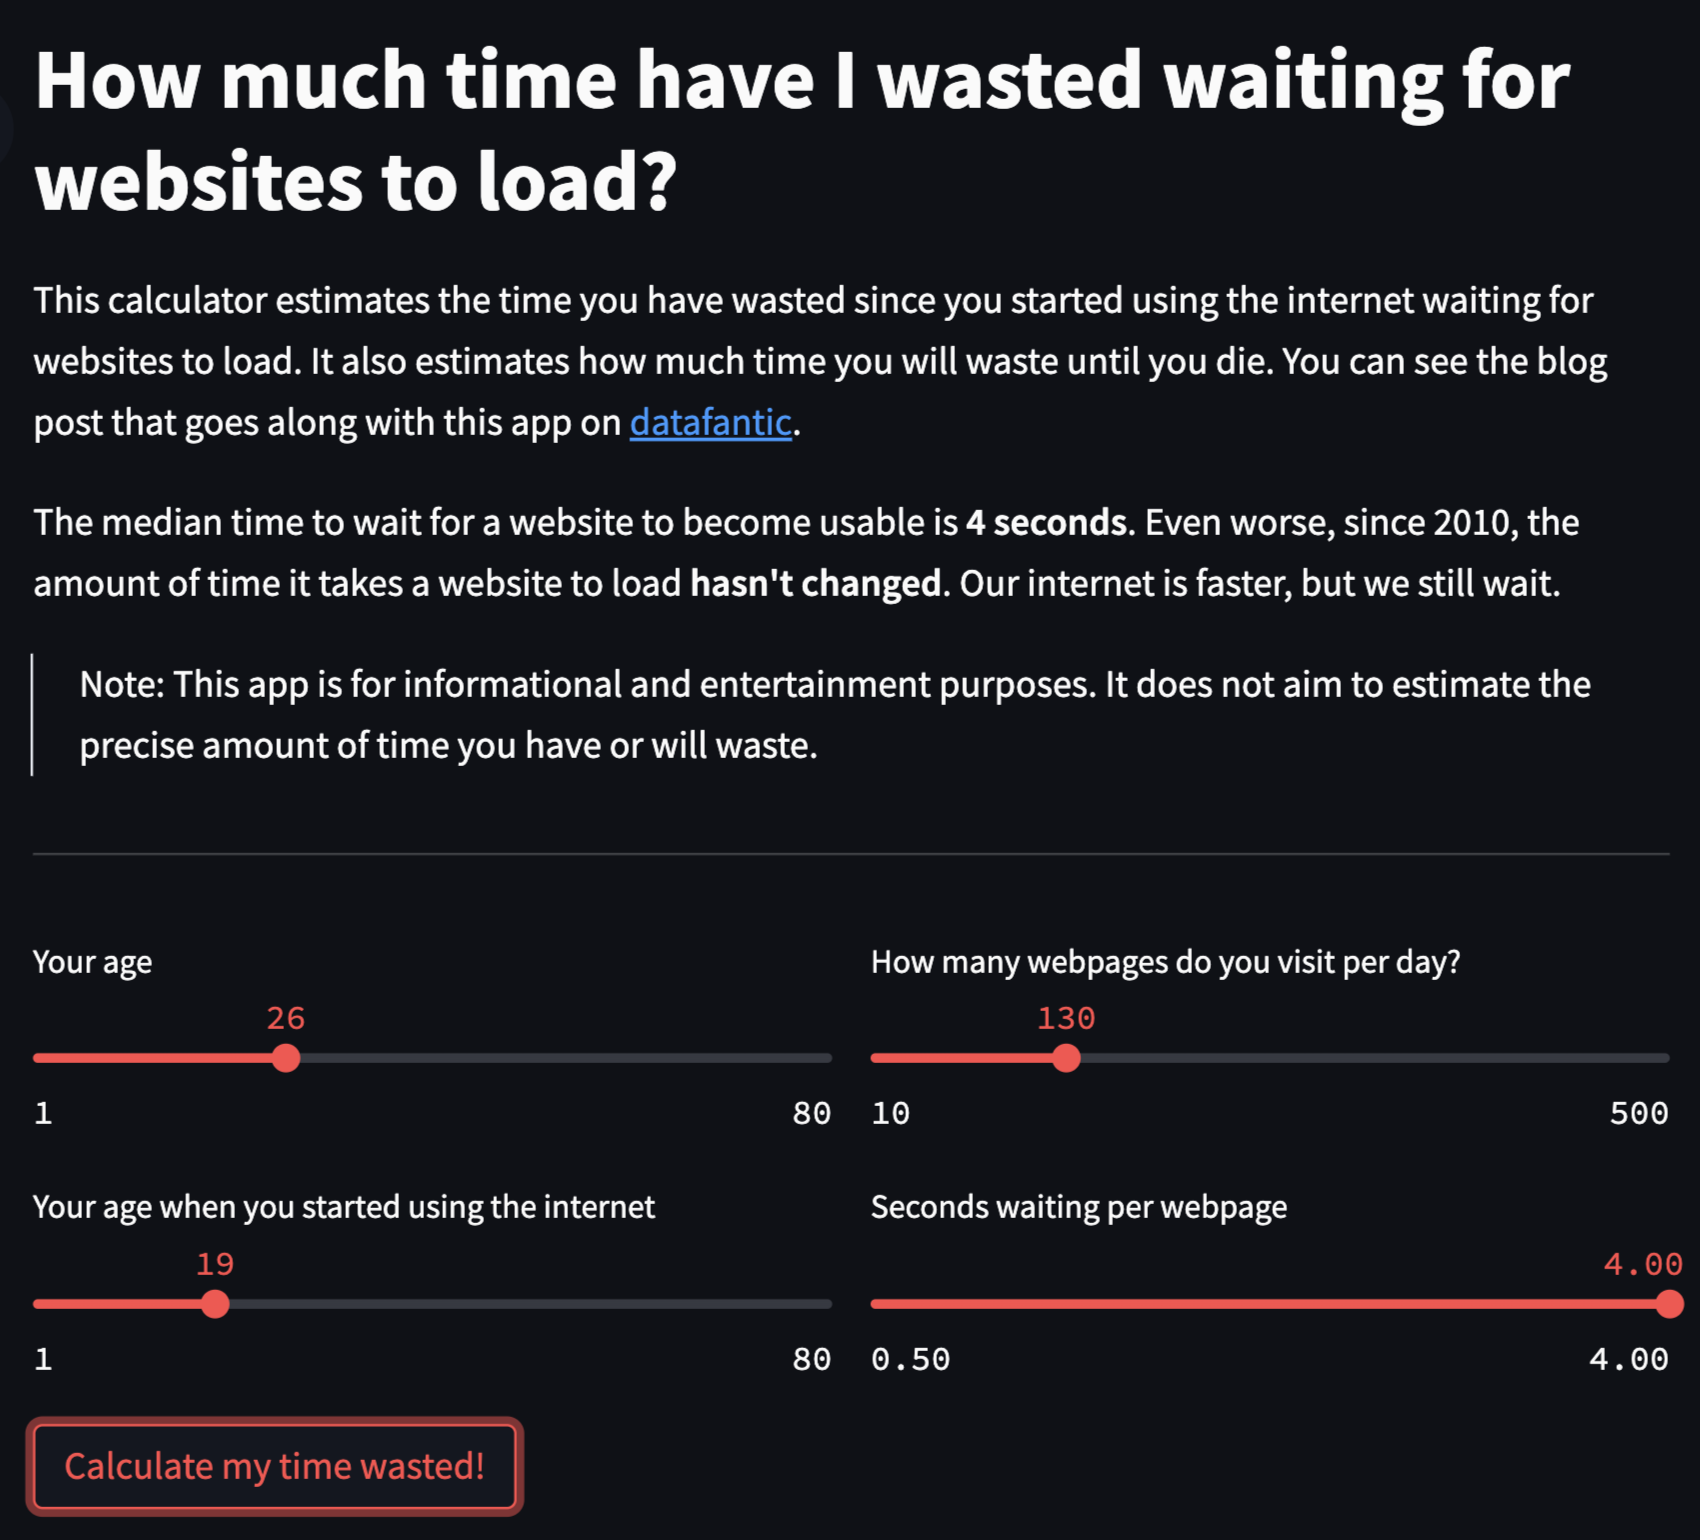 How much time have I wasted waiting for
websites to load?
This calculator estimates the time you have wasted since you started using the internet waiting for
websites to load. It also estimates how much time you will waste until you die. You can see the blog
post that goes along with this app on datafantic.
The median time to wait for a website to become usable is 4 seconds. Even worse, since 2010, the
amount of time it takes a website to load hasn't changed. Our internet is faster, but we still wait.
Note: This app is for informational and entertainment purposes. It does not aim to estimate the
precise amount of time you have or will waste.
Your age
26
1 80
How many webpages do you visit per day?
130
10 500
Your age when you started using the internet
19
1 80
Seconds waiting per webpage
4.00
0.50 4.00
Calculate my time wasted!